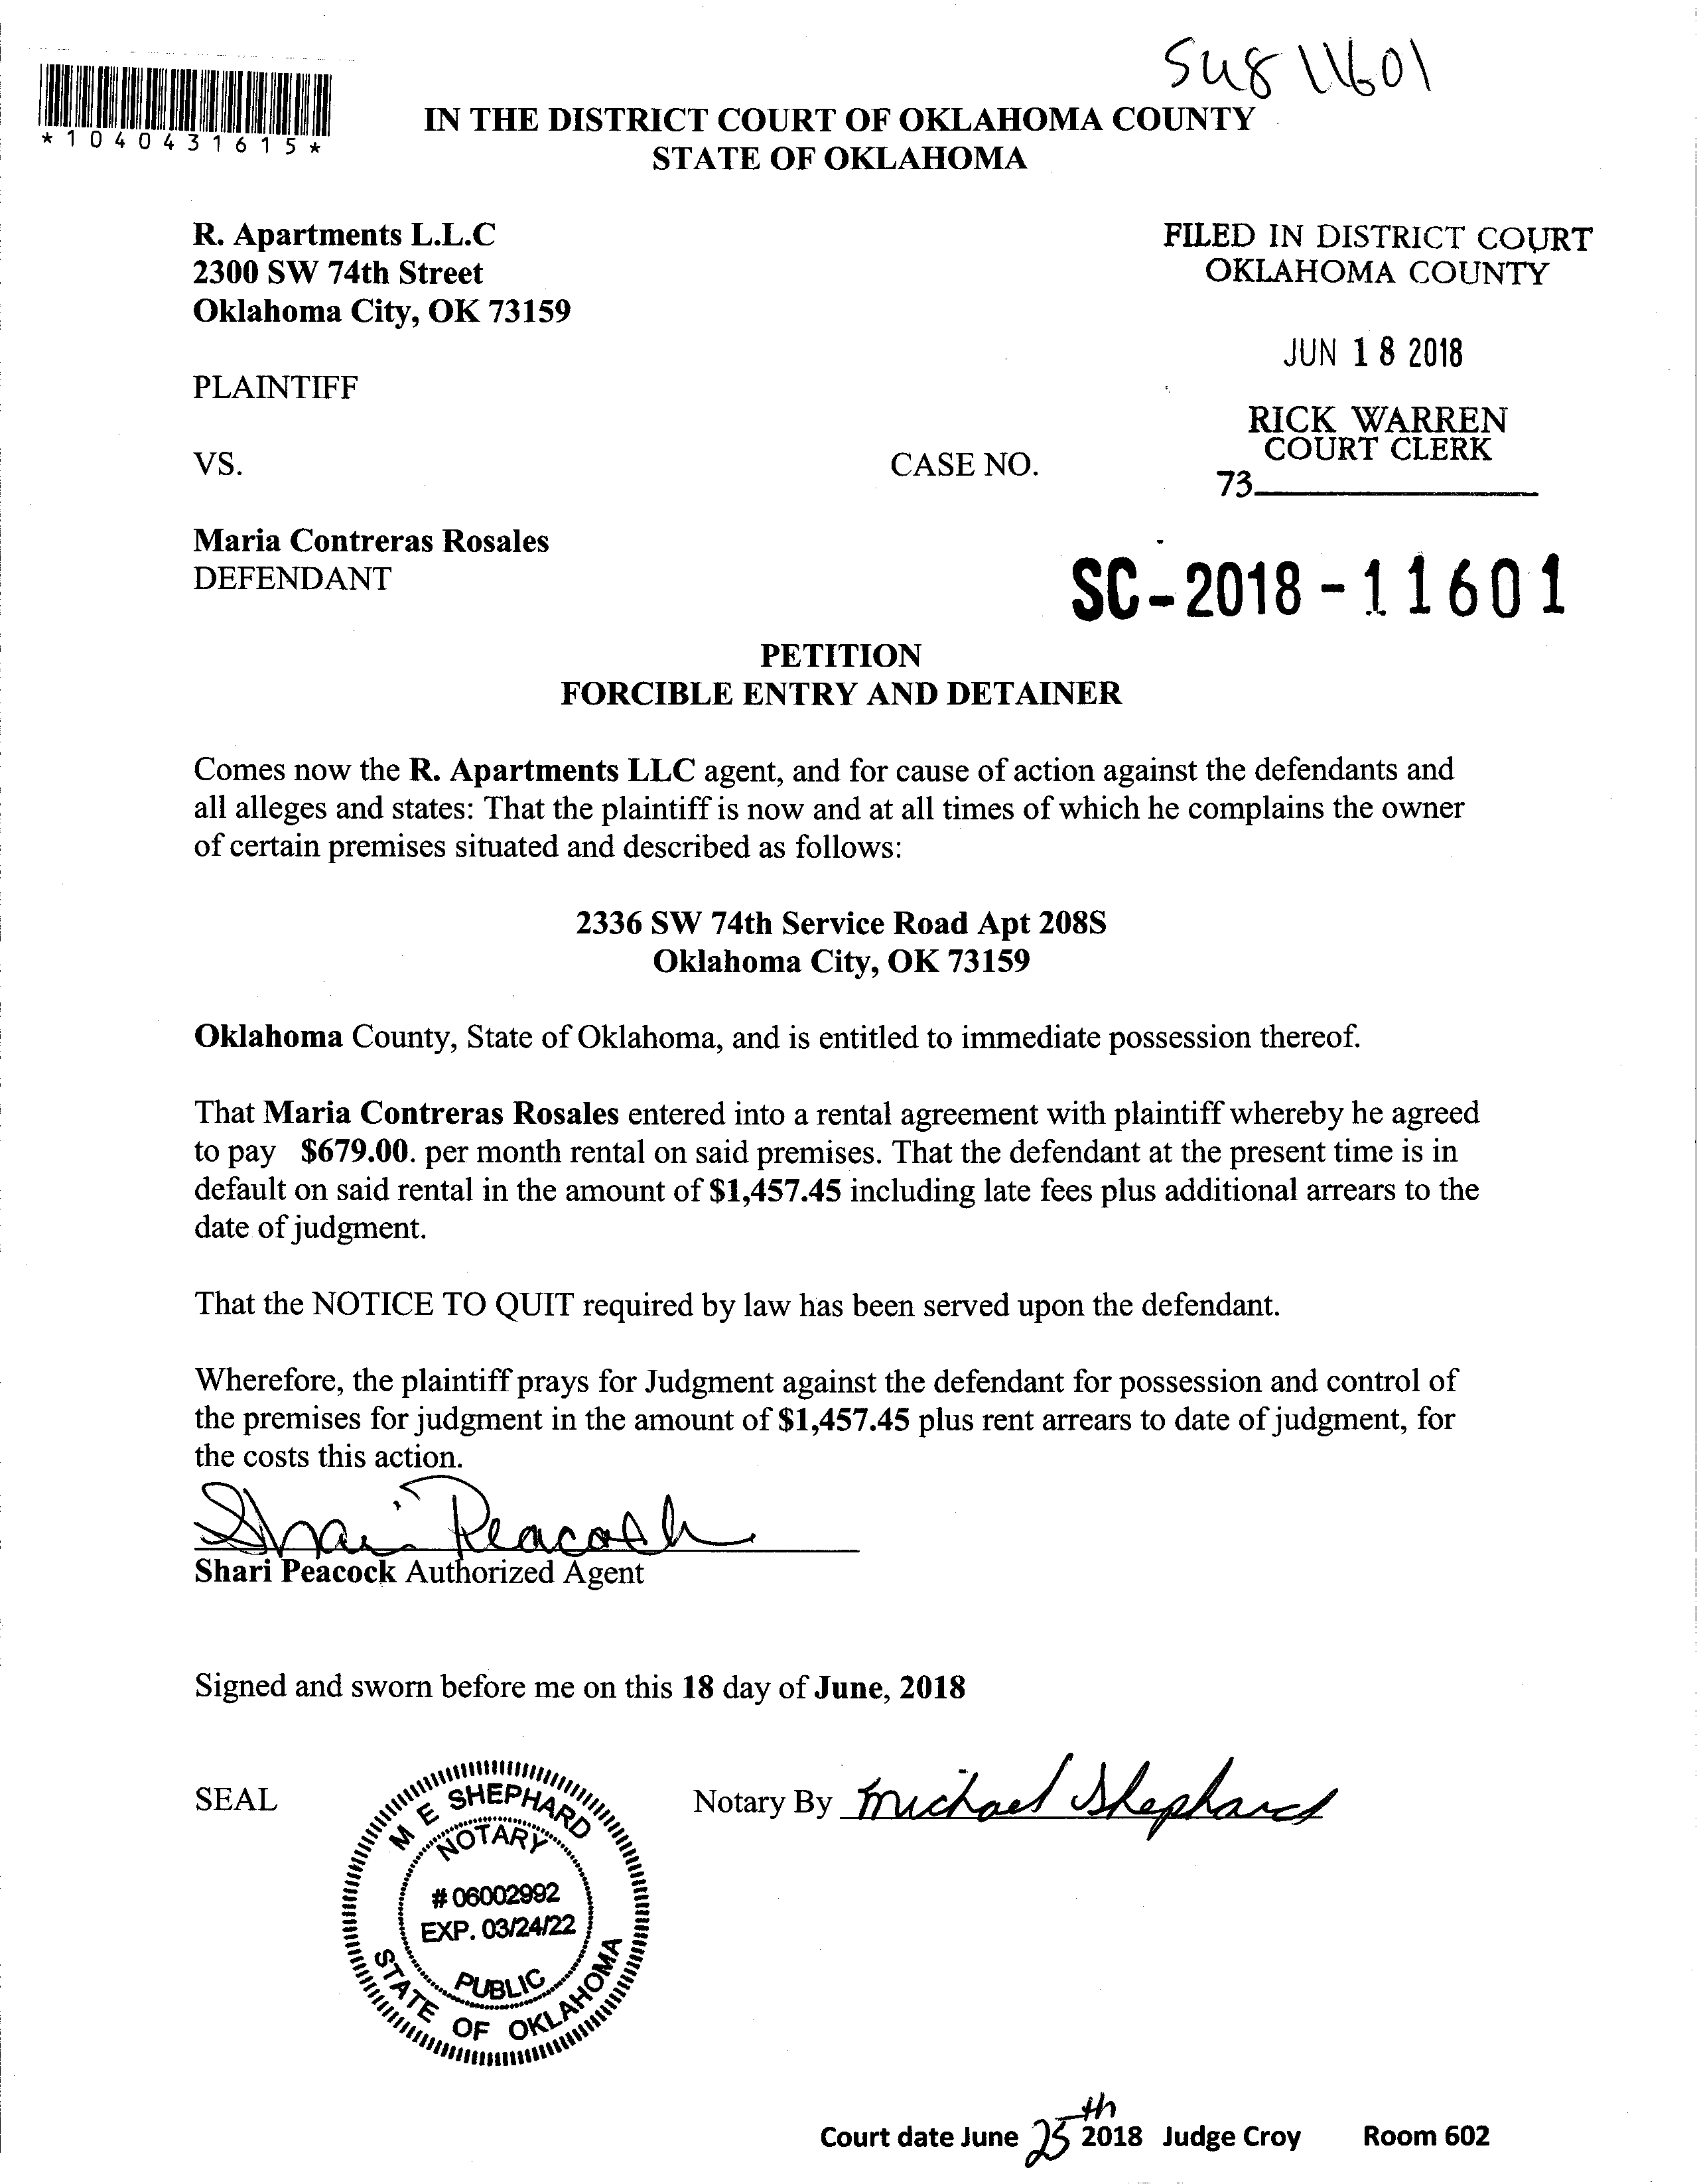 *1040431615*
IN THE DISTRICT COURT OF OKLAHOMA COUNTY
STATE OF OKLAHOMA
R. Apartments L.L.C
2300 SW 74th Street
Oklahoma City, OK 73159
FILED IN DISTRICT COURT
OKLAHOMA COUNTY
JUN 18 2018
PLAINTIFF
RICK WARREN
COURT CLERK
VS.
CASE NO.
73
Maria Contreras Rosales
DEFENDANT
SC-2018-11601
PETITION
FORCIBLE ENTRY AND DETAINER
Comes now the R. Apartments LLC agent, and for cause of action against the defendants and
all alleges and states: That the plaintiff is now and at all times of which he complains the owner
of certain premises situated and described as follows:
2336 SW 74th Service Road Apt 208S
Oklahoma City, OK 73159
Oklahoma County, State of Oklahoma, and is entitled to immediate possession thereof.
That Maria Contreras Rosales entered into a rental agreement with plaintiff whereby he agreed
to pay $679.00. per month rental on said premises. That the defendant at the present time is in
default on said rental in the amount of $1,457.45 including late fees plus additional arrears to the
date of judgment.
That the NOTICE TO QUIT required by law has been served upon the defendant.
Wherefore, the plaintiff prays for Judgment against the defendant for possession and control of
the premises for judgment in the amount of $1,457.45 plus rent arrears to date of judgment, for
the costs this action.
Shari Peacock
Shari Peacock Authorized Agent
Signed and sworn before me on this 18 day of June, 2018
SEAL
Notary By Michael Shephard
M E SHEPHARD
NOTARY
# 06002992
EXP. 03/24/22
PUBLIC
STATE OF OKLAHOMA
Court date June 25th 2018 Judge Croy Room 602